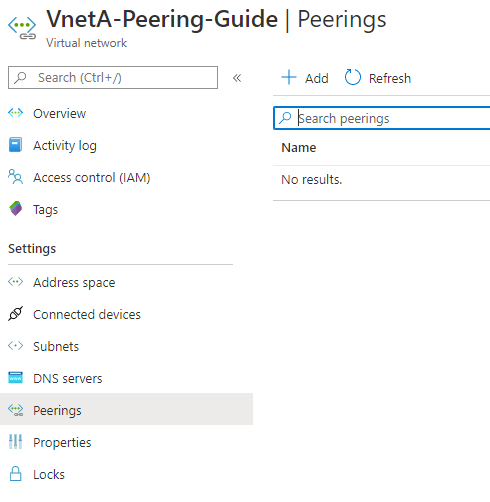 VnetA-Peering-Guide | Peerings
Virtual network
Search (Ctrl+/)
«
Overview
Activity log
Access control (IAM)
Tags
Settings
Address space
Connected devices
Subnets
DNS servers
Peerings
Properties
Locks
+ Add
Refresh
Search peerings
Name
No results.